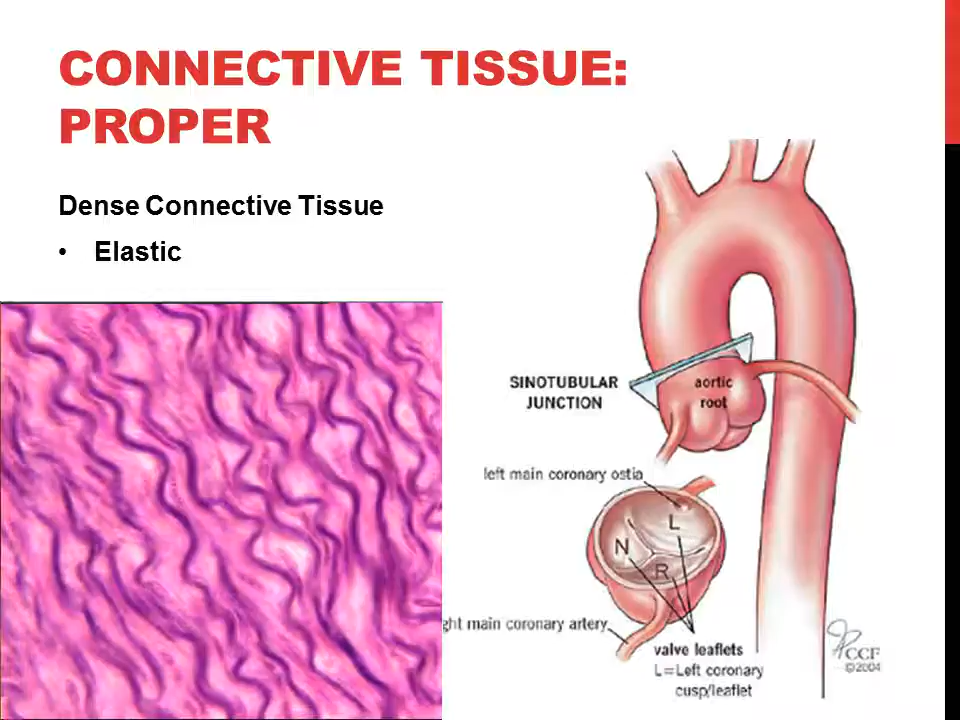 CONNECTIVE TISSUE:
PROPER
Dense Connective Tissue
• Elastic
SINOTUBULAR
JUNCTION
aortic
root
left main coronary ostia
L
N
R
ght main coronary artery
valve leaflets
L=Left coronary
cusp/leaflet
CCF
©2004